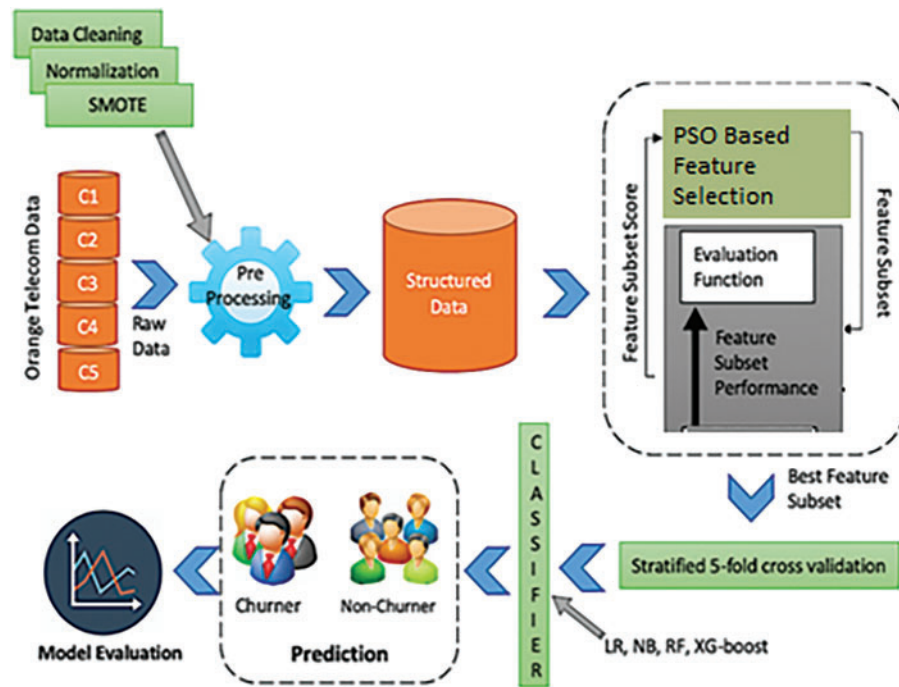 Data Cleaning
Normalization
SMOTE
Orange Telecom Data
C1
C2
C3
C4
C5
Raw
Data
Pre
Processing
Structured
Data
Feature Subset Score
PSO Based
Feature
Selection
Evaluation
Function
Feature
Subset
Performance
Feature Subset
Best Feature
Subset
Stratified 5-fold cross validation
LR, NB, RF, XG-boost
CLASSIFIER
Churner
Non-Churner
Prediction
Model Evaluation